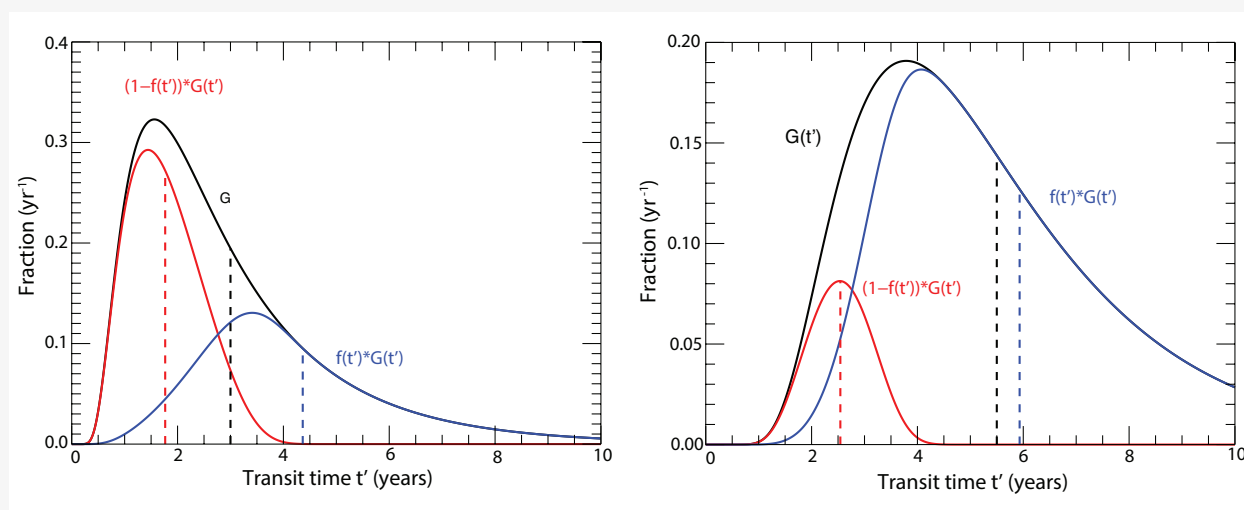 0.4
(1−f(t'))*G(t')
0.3
G
Fraction (yr⁻¹)
0.2
0.1
f(t')*G(t')
0.0
0 2 4 6 8 10
Transit time t' (years)
0.20
0.15
G(t')
Fraction (yr⁻¹)
f(t')*G(t')
0.10
(1−f(t'))*G(t')
0.05
0.00
0 2 4 6 8 10
Transit time t' (years)